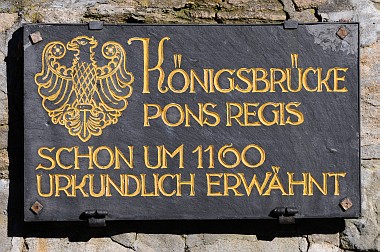 KÖNIGSBRÜCKE
PONS REGIS
SCHON UM 1160
URKUNDLICH ERWÄHNT